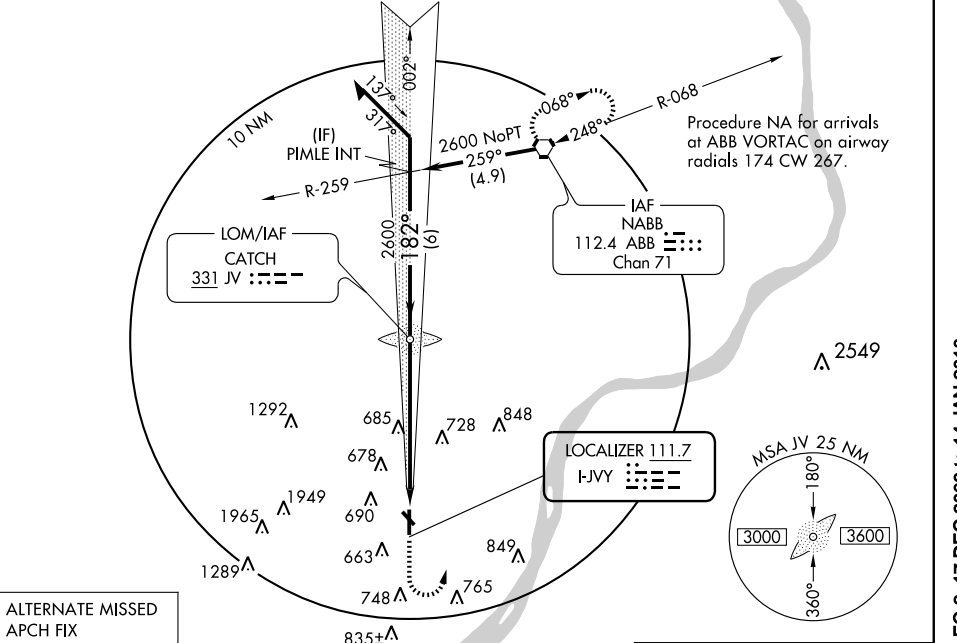 002°
137°
317°
10 NM
(IF)
PIMLE INT
2600 NoPT
259°
(4.9)
R-259
068°
248°
R-068
Procedure NA for arrivals
at ABB VORTAC on airway
radials 174 CW 267.
IAF
NABB
112.4 ABB
Chan 71
LOM/IAF
CATCH
331 JV
2600
182°
(6)
2549
1292
685
728
848
678
LOCALIZER 111.7
I-JVY
1949
1965
690
663
849
1289
748
765
835±
MSA JV 25 NM
180°
3000
3600
360°
ALTERNATE MISSED
APCH FIX